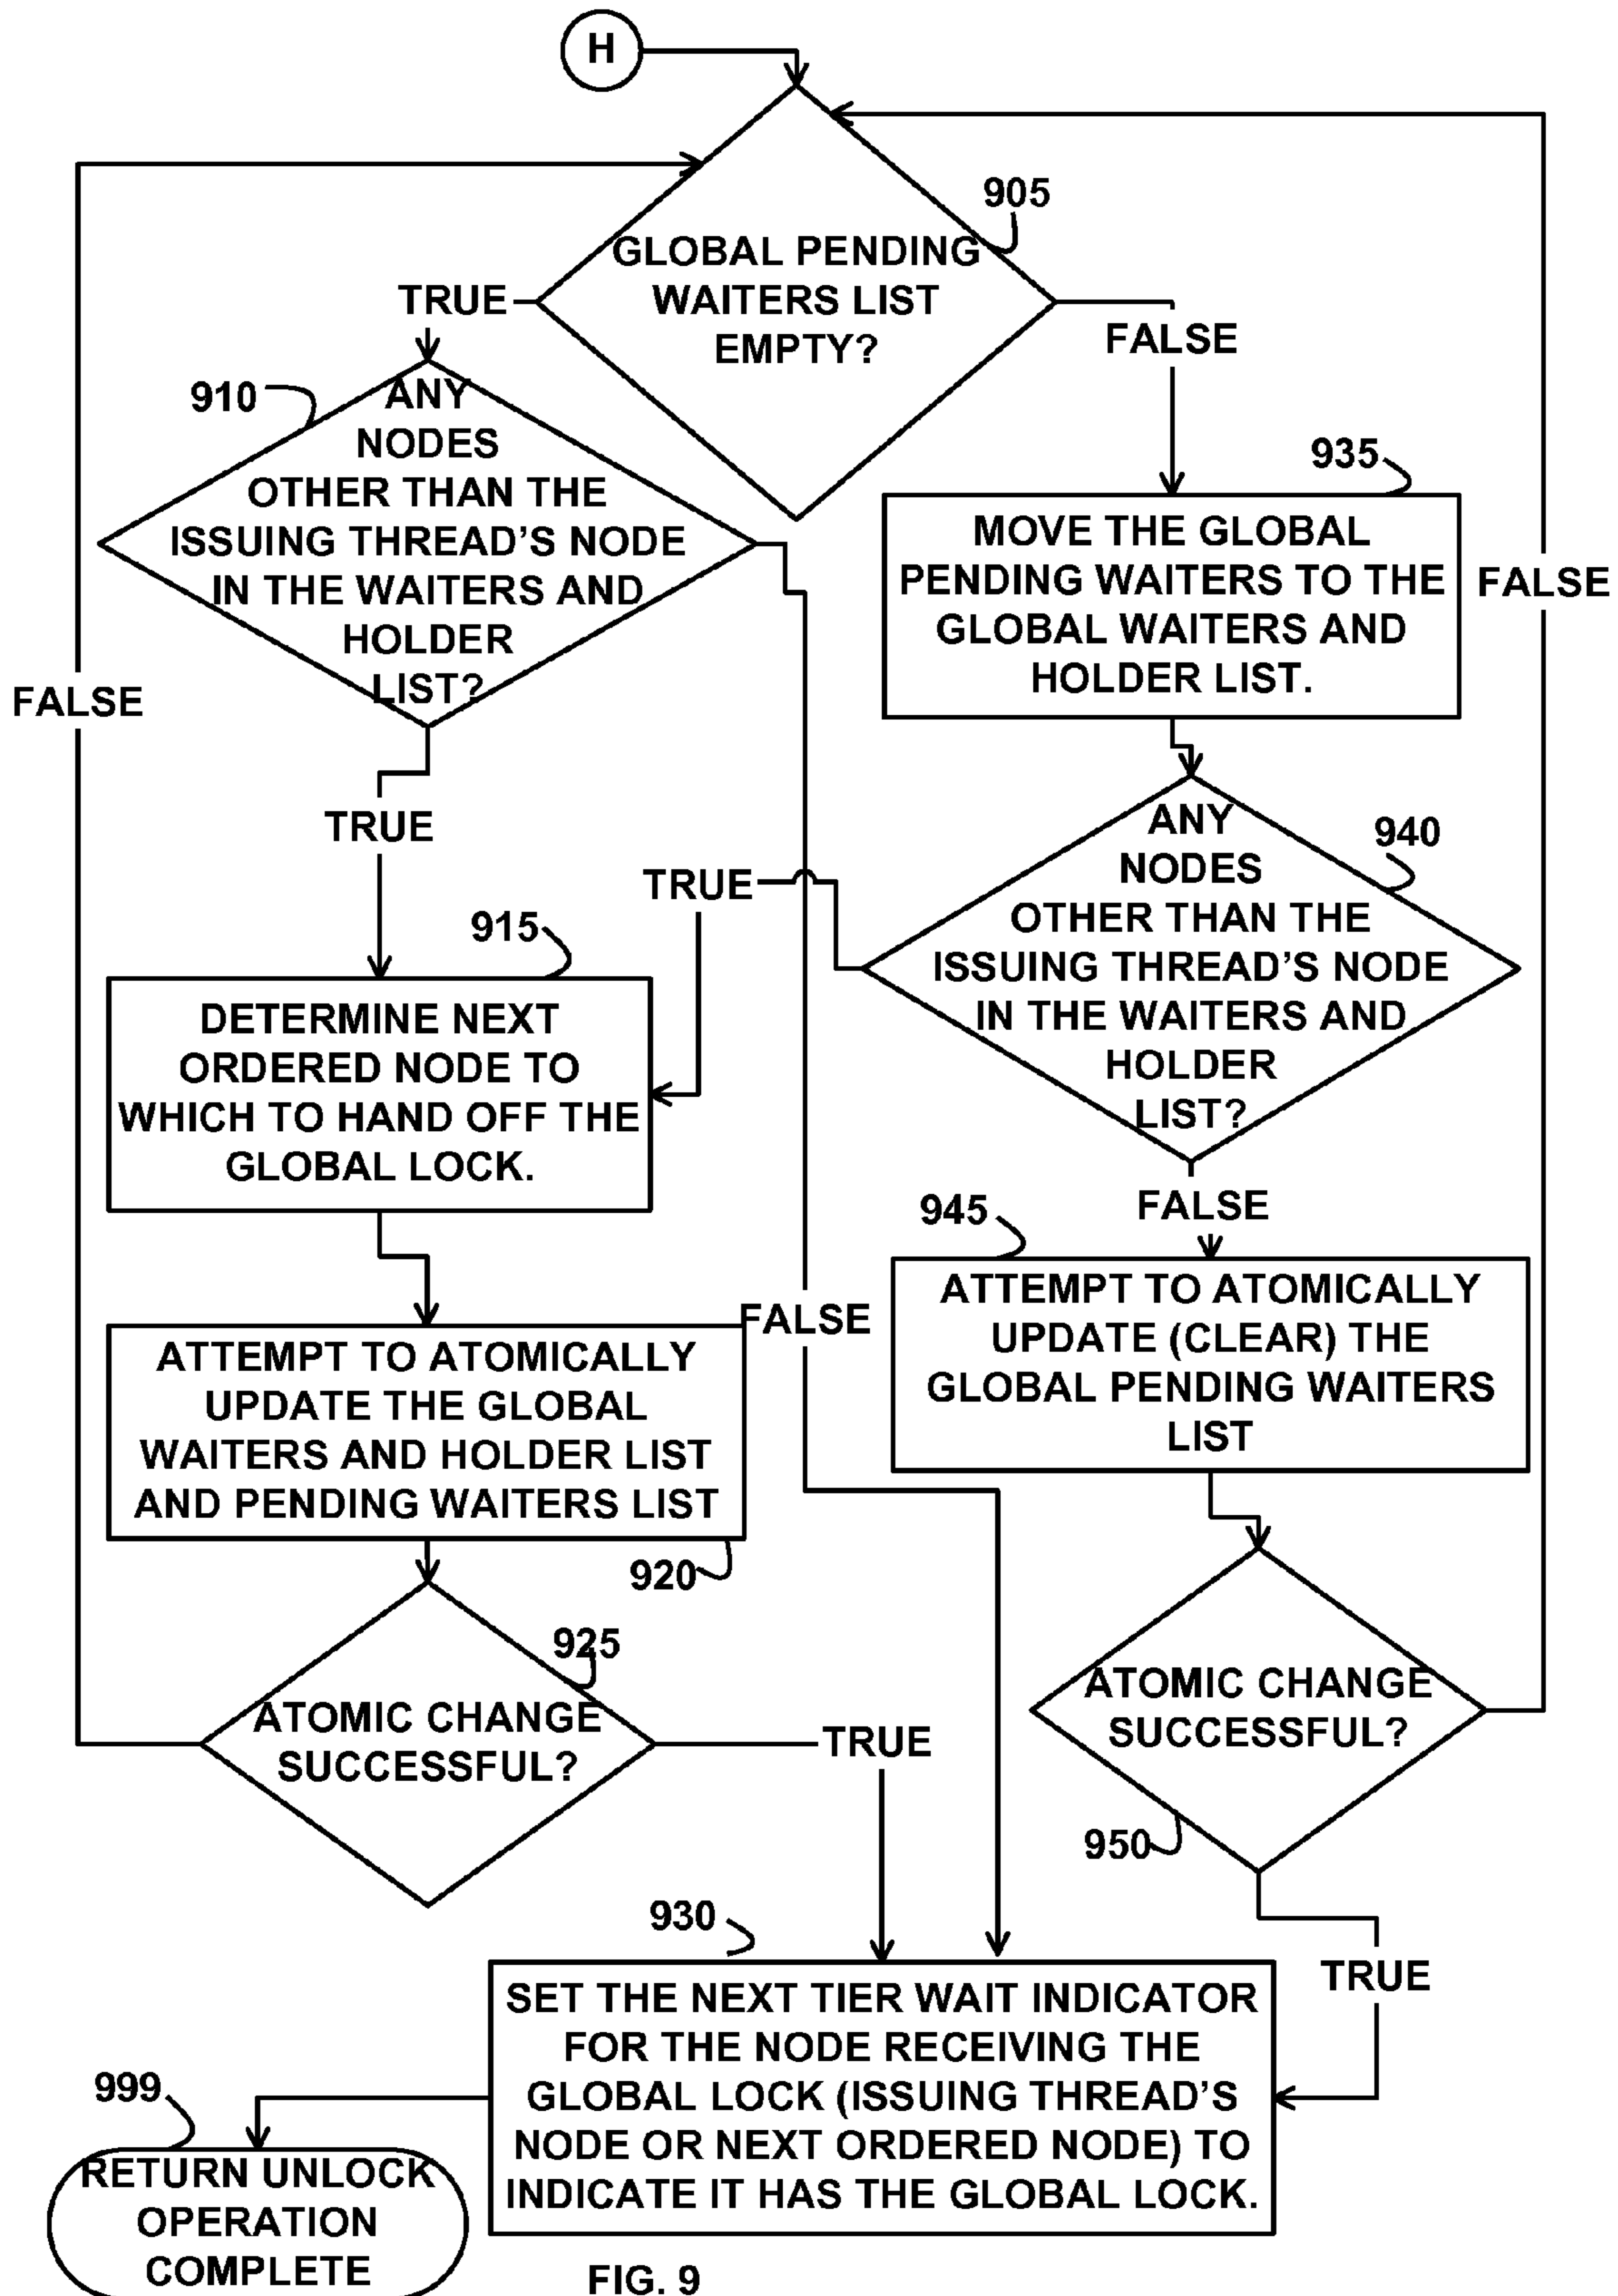 H
905
GLOBAL PENDING
WAITERS LIST
EMPTY?
TRUE
FALSE
910
ANY
NODES
OTHER THAN THE
ISSUING THREAD'S NODE
IN THE WAITERS AND
HOLDER
LIST?
935
MOVE THE GLOBAL
PENDING WAITERS TO THE
GLOBAL WAITERS AND
HOLDER LIST.
FALSE
FALSE
TRUE
940
ANY
NODES
OTHER THAN THE
ISSUING THREAD'S NODE
IN THE WAITERS AND
HOLDER
LIST?
TRUE
915
DETERMINE NEXT
ORDERED NODE TO
WHICH TO HAND OFF THE
GLOBAL LOCK.
FALSE
945
ATTEMPT TO ATOMICALLY
UPDATE (CLEAR) THE
GLOBAL PENDING WAITERS
LIST
FALSE
ATTEMPT TO ATOMICALLY
UPDATE THE GLOBAL
WAITERS AND HOLDER LIST
AND PENDING WAITERS LIST
920
925
ATOMIC CHANGE
SUCCESSFUL?
TRUE
ATOMIC CHANGE
SUCCESSFUL?
950
TRUE
930
SET THE NEXT TIER WAIT INDICATOR
FOR THE NODE RECEIVING THE
GLOBAL LOCK (ISSUING THREAD'S
NODE OR NEXT ORDERED NODE) TO
INDICATE IT HAS THE GLOBAL LOCK.
999
RETURN UNLOCK
OPERATION
COMPLETE
FIG. 9